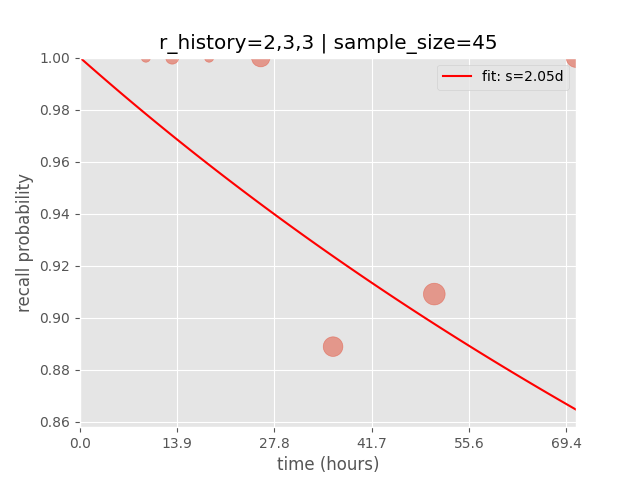 r_history=2,3,3 | sample_size=45
fit: s=2.05d
1.00
0.98
0.96
0.94
0.92
0.90
0.88
0.86
recall probability
0.0 13.9 27.8 41.7 55.6 69.4
time (hours)